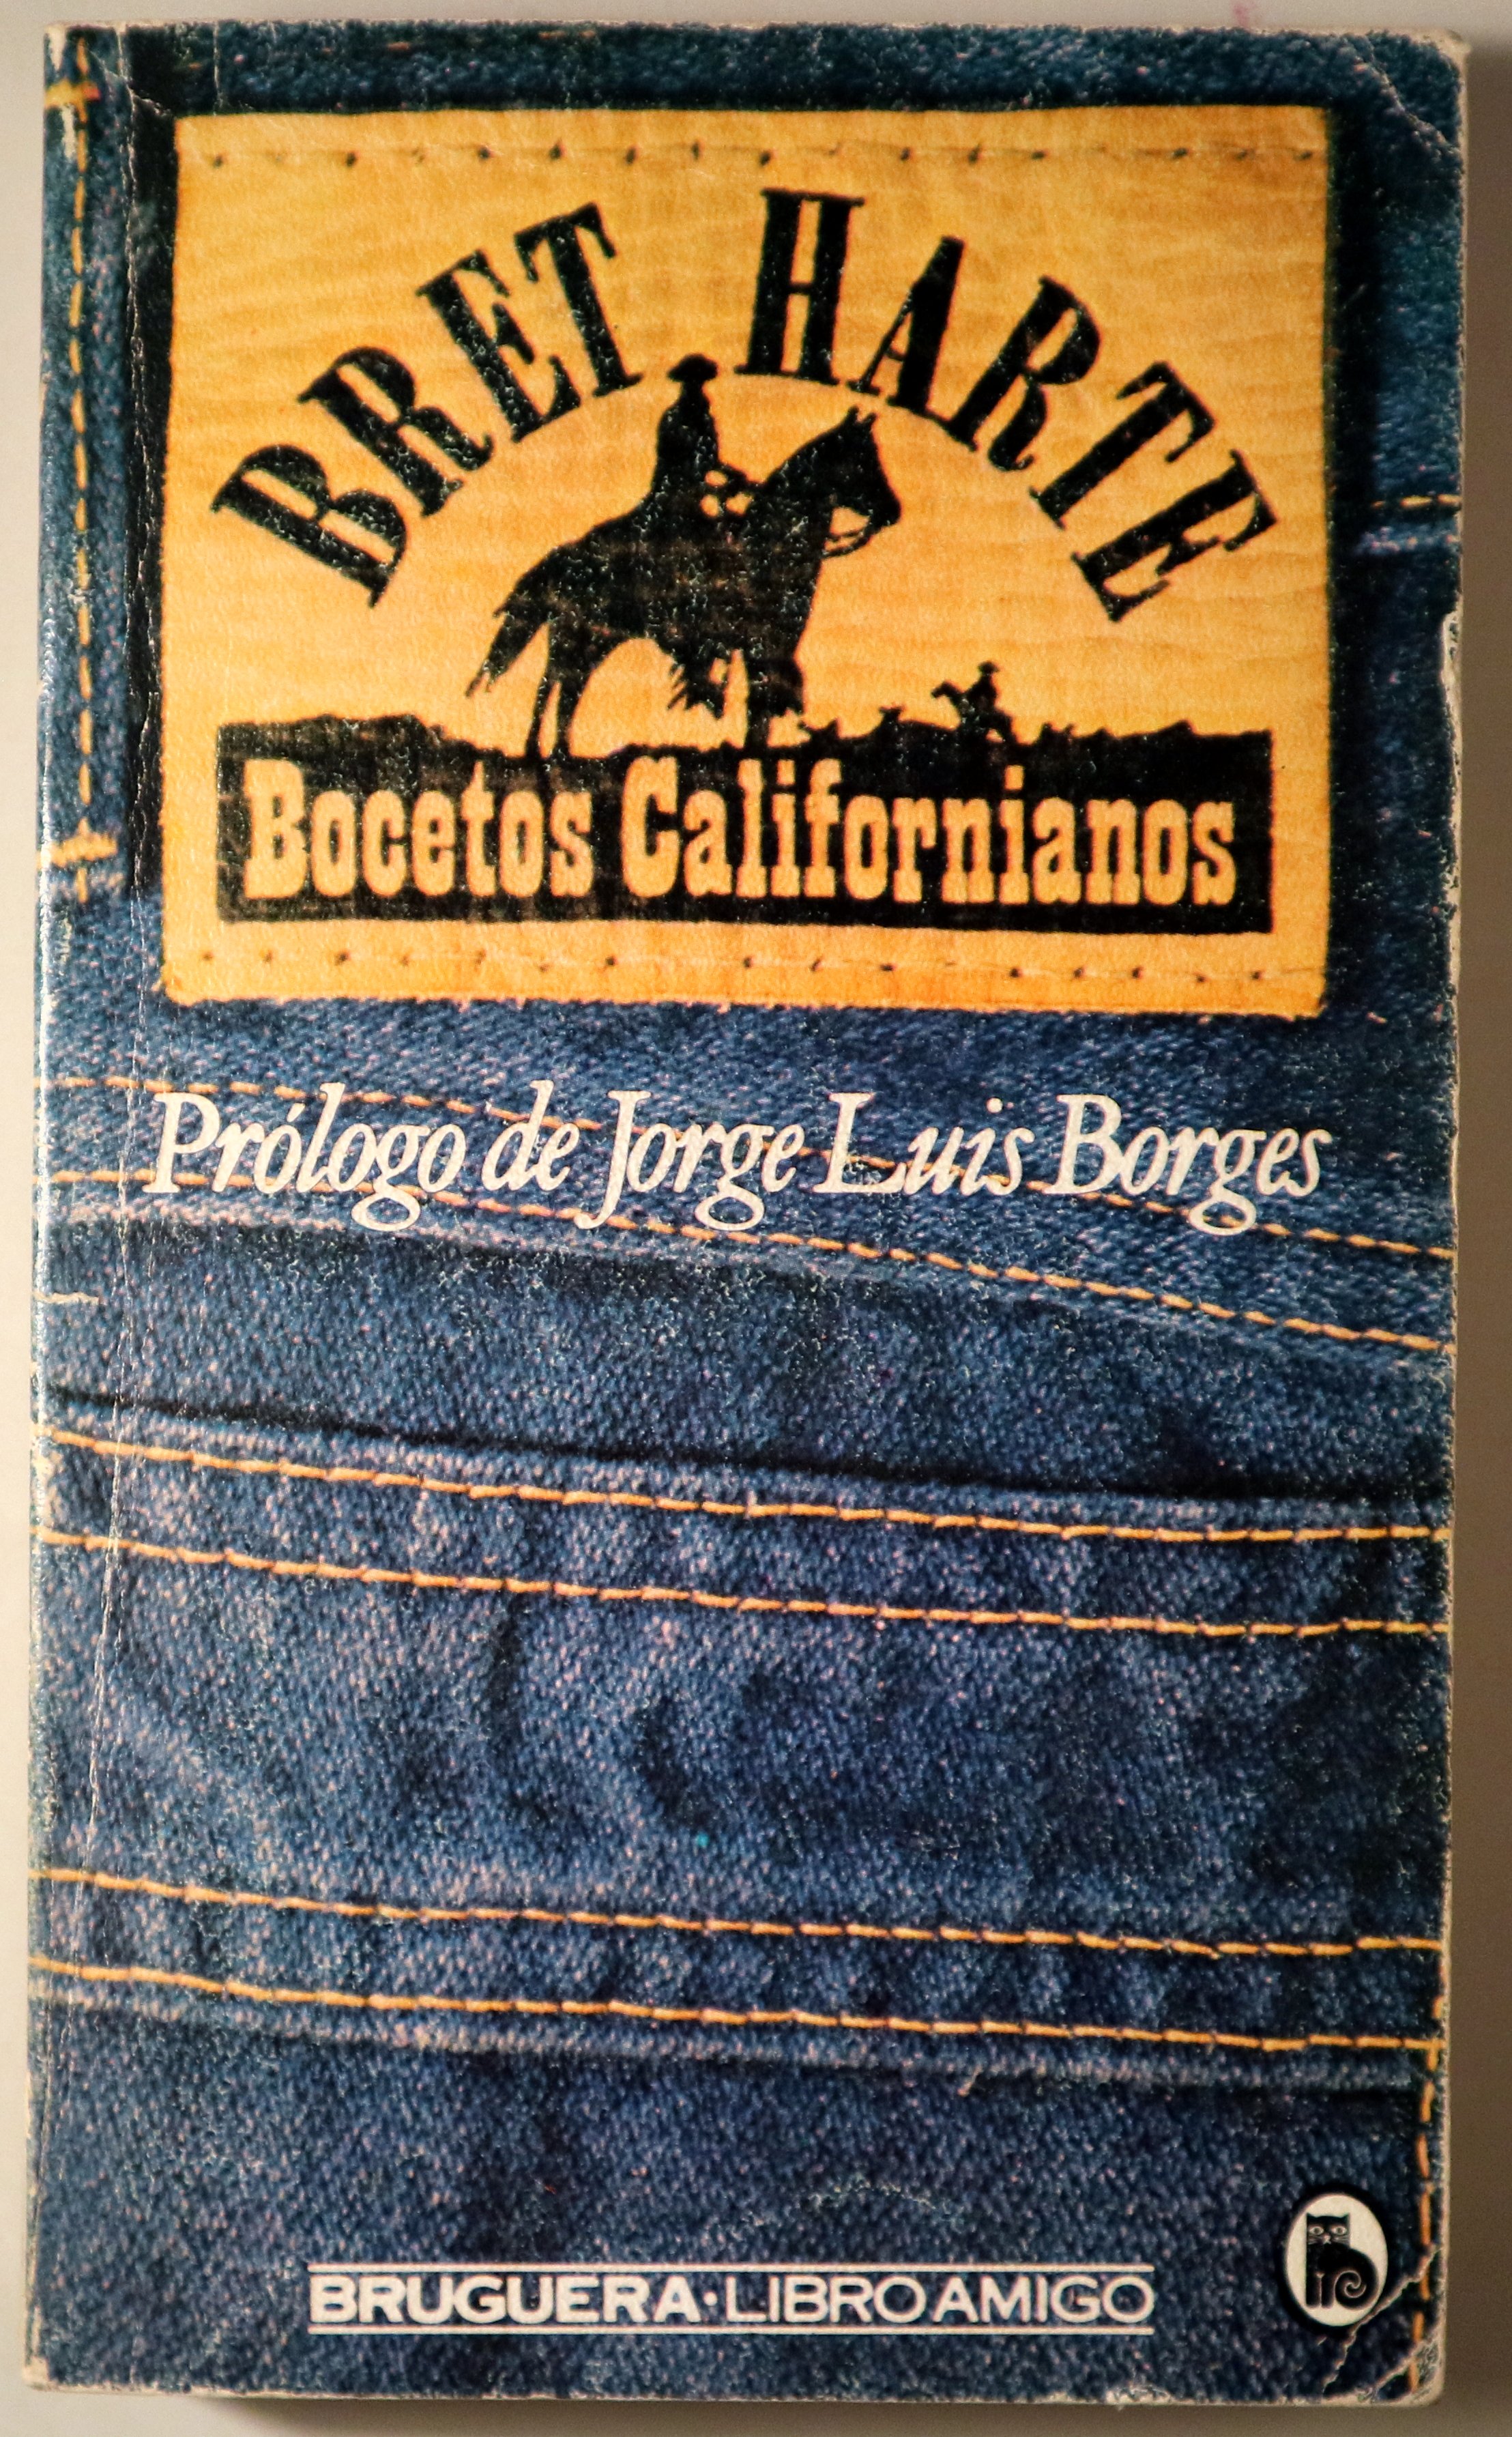 BRET HARTE
Bocetos Californianos
Prólogo de Jorge Luis Borges
BRUGUERA·LIBRO AMIGO